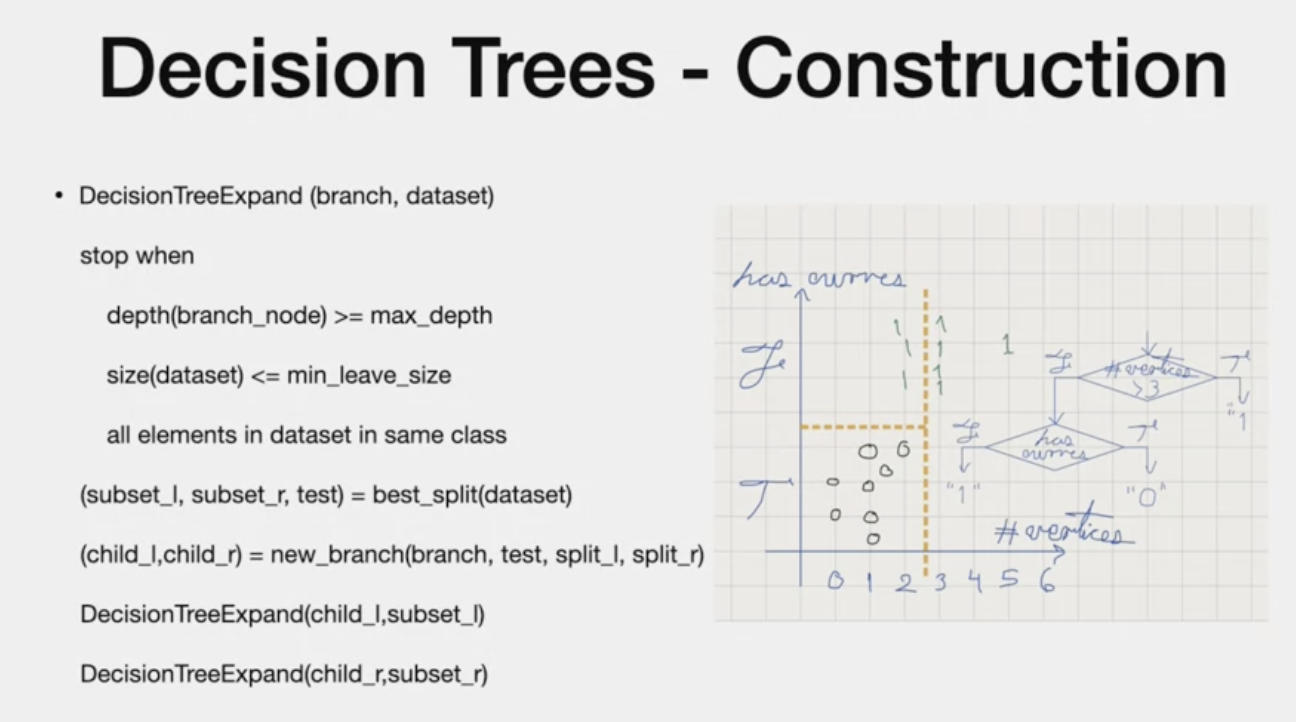 Decision Trees - Construction
• DecisionTreeExpand (branch, dataset)
stop when
depth(branch_node) >= max_depth
size(dataset) <= min_leave_size
all elements in dataset in same class
(subset_l, subset_r, test) = best_split(dataset)
(child_l,child_r) = new_branch(branch, test, split_l, split_r)
DecisionTreeExpand(child_l,subset_l)
DecisionTreeExpand(child_r,subset_r)
has curves
F
T
1 1
1 1 1
1 1
1
0 0
0
0 0
0 0
0
# vertices
0 1 2 3 4 5 6
F # vertices T
>3
"1
F has T
curves
"1" "0"